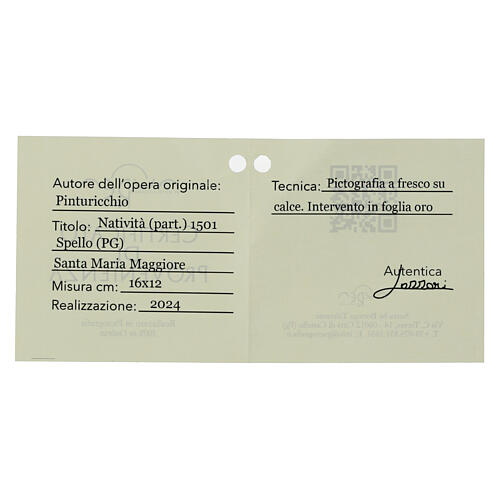 Autore dell'opera originale:
Pinturicchio
Titolo: Natività (part.) 1501
Spello (PG)
Santa Maria Maggiore
Misura cm: 16x12
Realizzazione: 2024
Tecnica: Pictografia a fresco su
calce. Intervento in foglia oro
Autentica